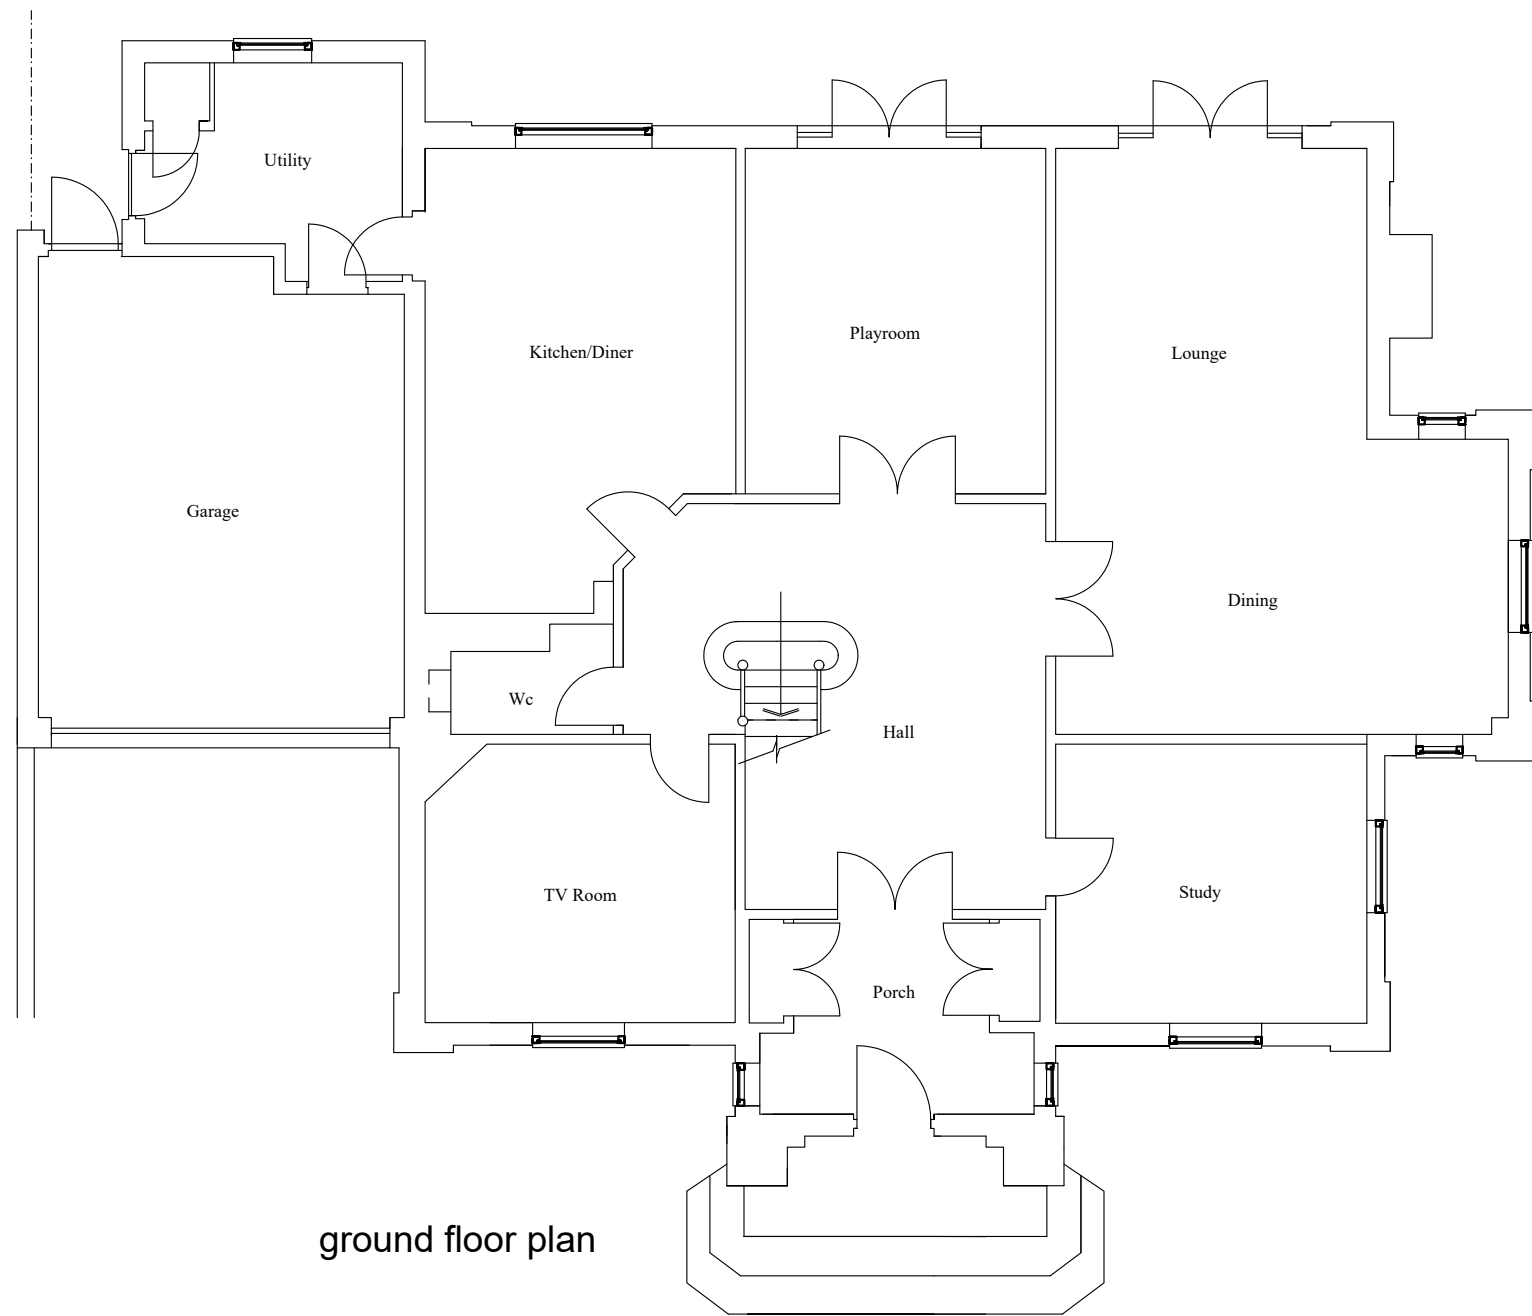 Utility
Kitchen/Diner
Playroom
Lounge
Garage
Dining
Wc
Hall
TV Room
Study
Porch
ground floor plan